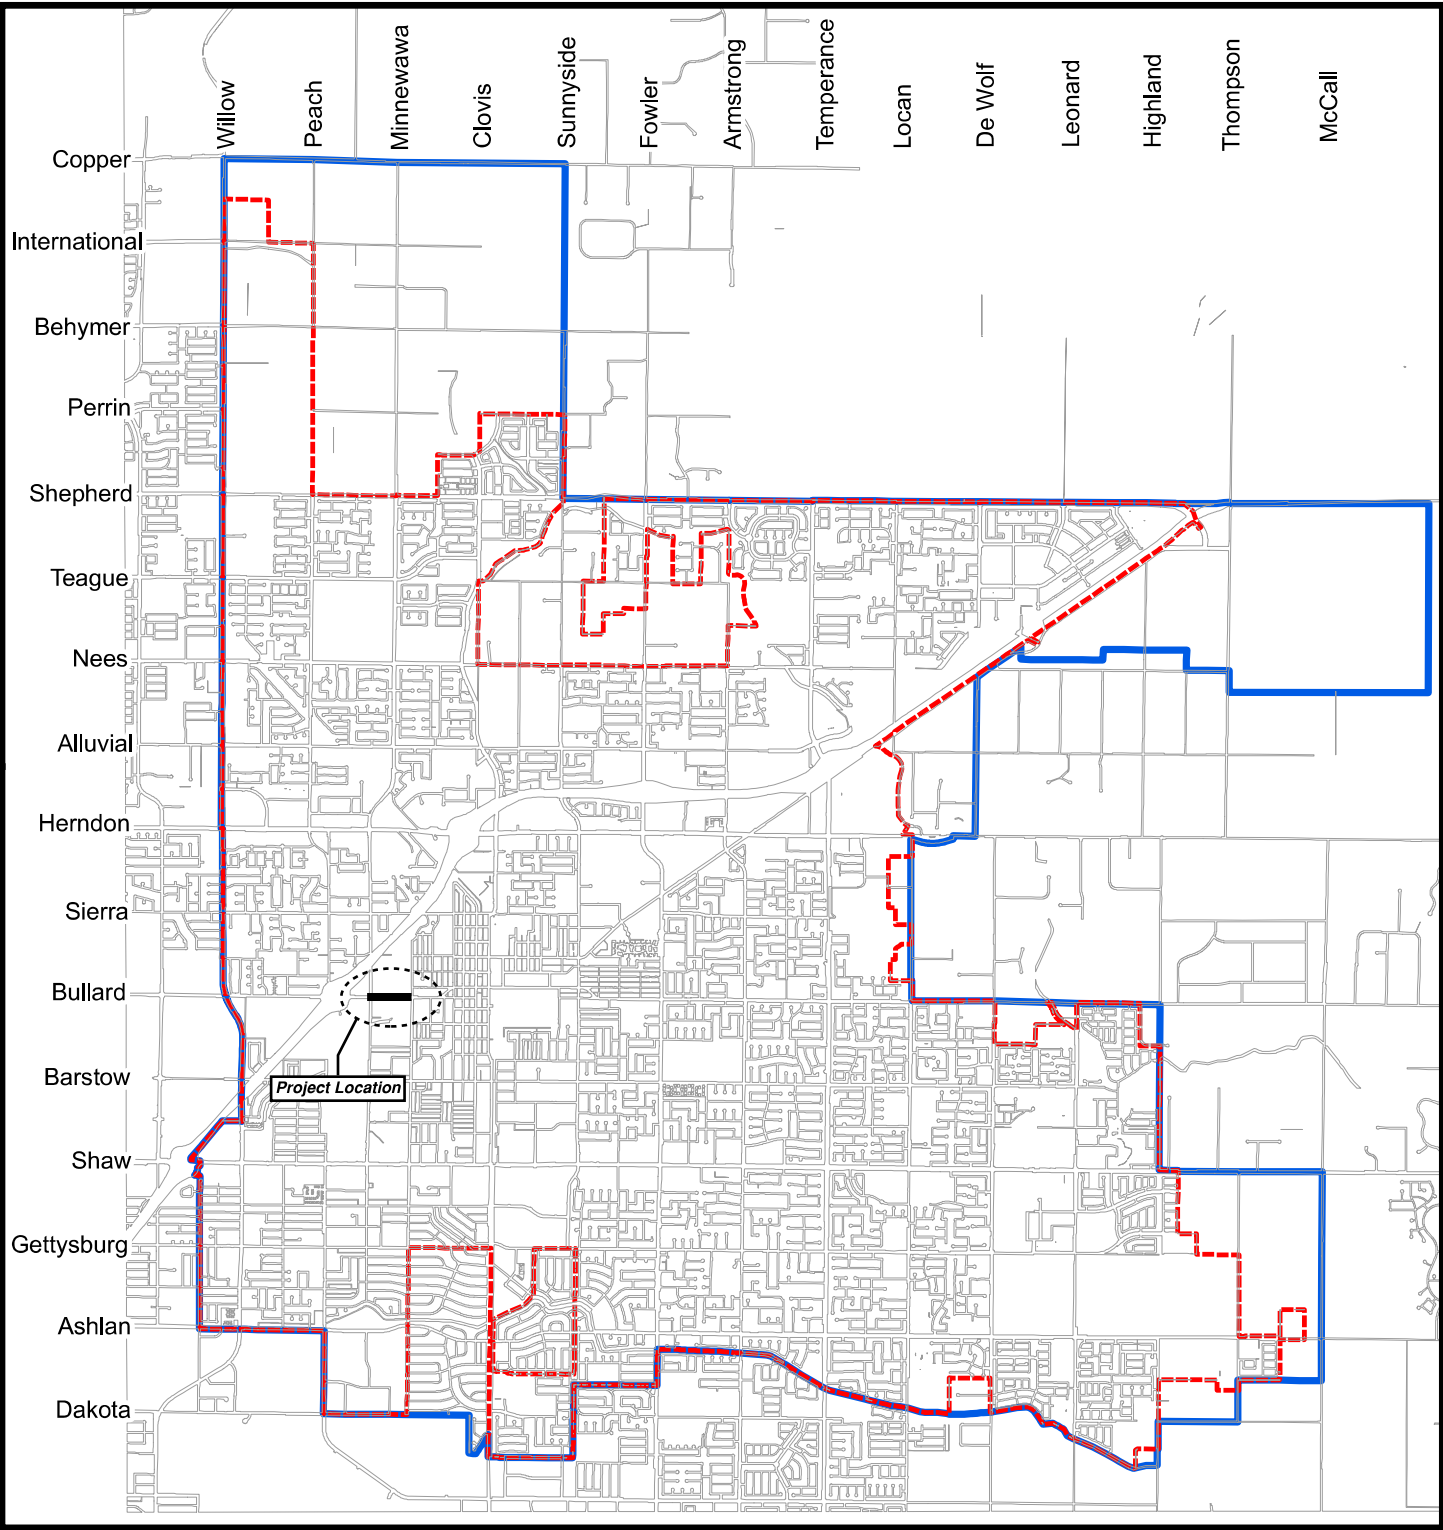 Willow
Peach
Minnewawa
Clovis
Sunnyside
Fowler
Armstrong
Temperance
Locan
De Wolf
Leonard
Highland
Thompson
McCall
Copper
International
Behymer
Perrin
Shepherd
Teague
Nees
Alluvial
Herndon
Sierra
Bullard
Barstow
Project Location
Shaw
Gettysburg
Ashlan
Dakota